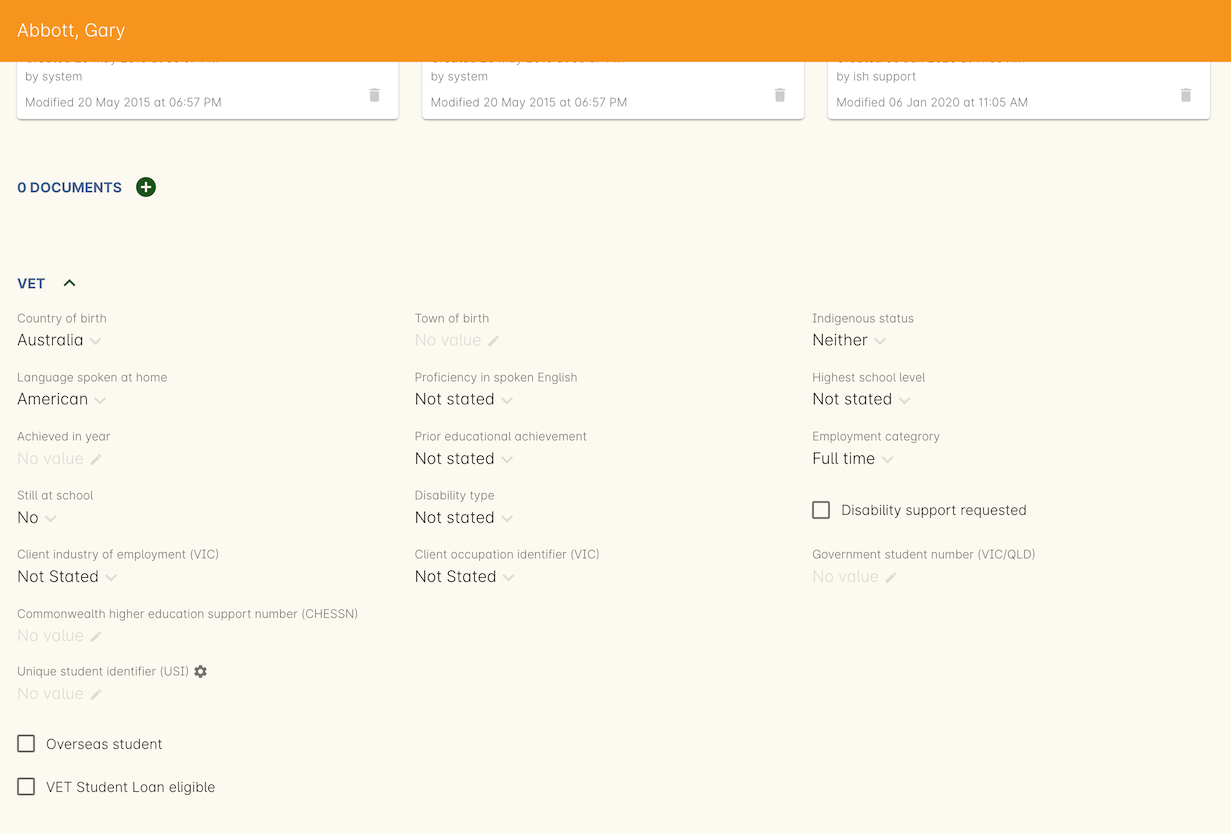 Abbott, Gary
by system
by system
by ish support
Modified 20 May 2015 at 06:57 PM
Modified 20 May 2015 at 06:57 PM
Modified 06 Jan 2020 at 11:05 AM
0 DOCUMENTS
VET
Country of birth
Town of birth
Indigenous status
Australia
No value
Neither
Language spoken at home
Proficiency in spoken English
Highest school level
American
Not stated
Not stated
Achieved in year
Prior educational achievement
Employment categrory
No value
Not stated
Full time
Still at school
Disability type
No
Not stated
Disability support requested
Client industry of employment (VIC)
Client occupation identifier (VIC)
Government student number (VIC/QLD)
Not Stated
Not Stated
No value
Commonwealth higher education support number (CHESSN)
No value
Unique student identifier (USI)
No value
Overseas student
VET Student Loan eligible